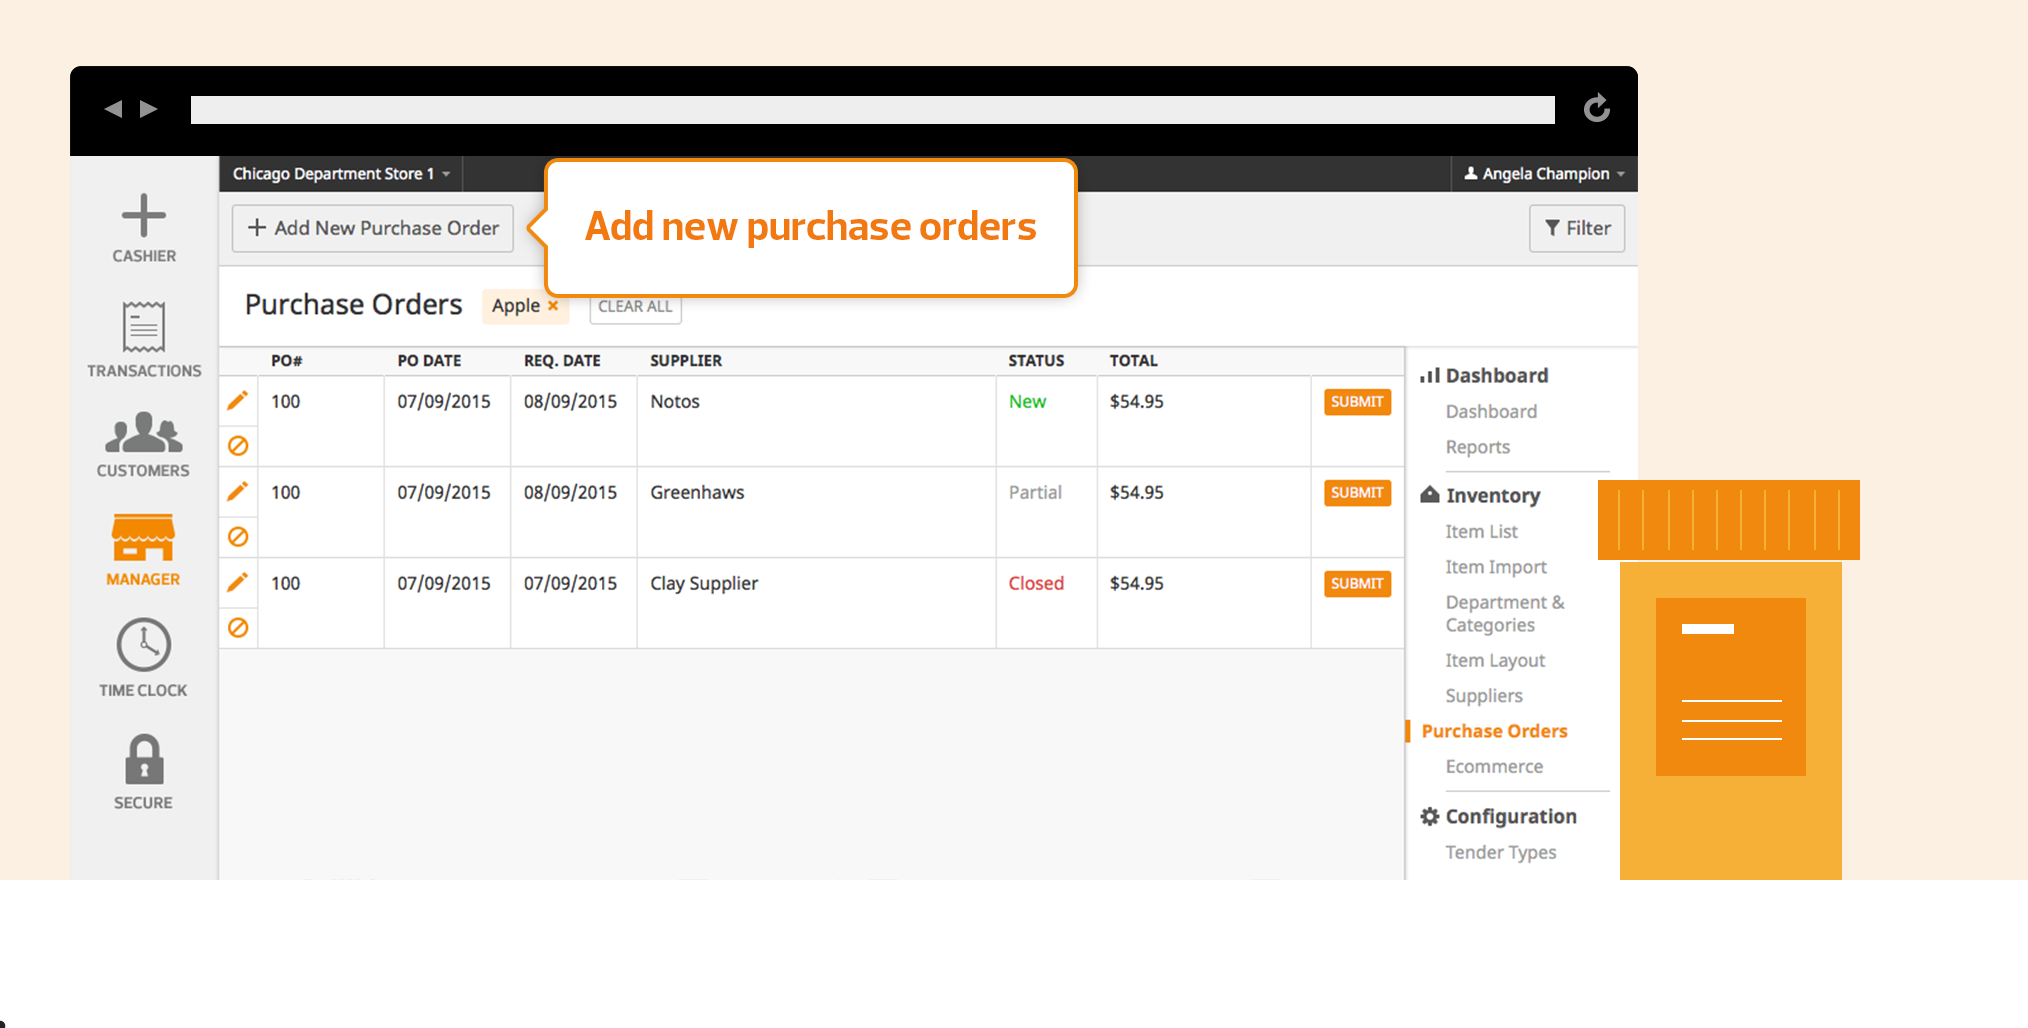 Chicago Department Store 1
Angela Champion
+ Add New Purchase Order
Add new purchase orders
Filter
Purchase Orders
Apple ×
CLEAR ALL
CASHIER
TRANSACTIONS
CUSTOMERS
MANAGER
TIME CLOCK
SECURE
PO# PO DATE REQ. DATE SUPPLIER STATUS TOTAL
100 07/09/2015 08/09/2015 Notos New $54.95 SUBMIT
100 07/09/2015 08/09/2015 Greenhaws Partial $54.95 SUBMIT
100 07/09/2015 07/09/2015 Clay Supplier Closed $54.95 SUBMIT
Dashboard
Dashboard
Reports
Inventory
Item List
Item Import
Department &
Categories
Item Layout
Suppliers
Purchase Orders
Ecommerce
Configuration
Tender Types